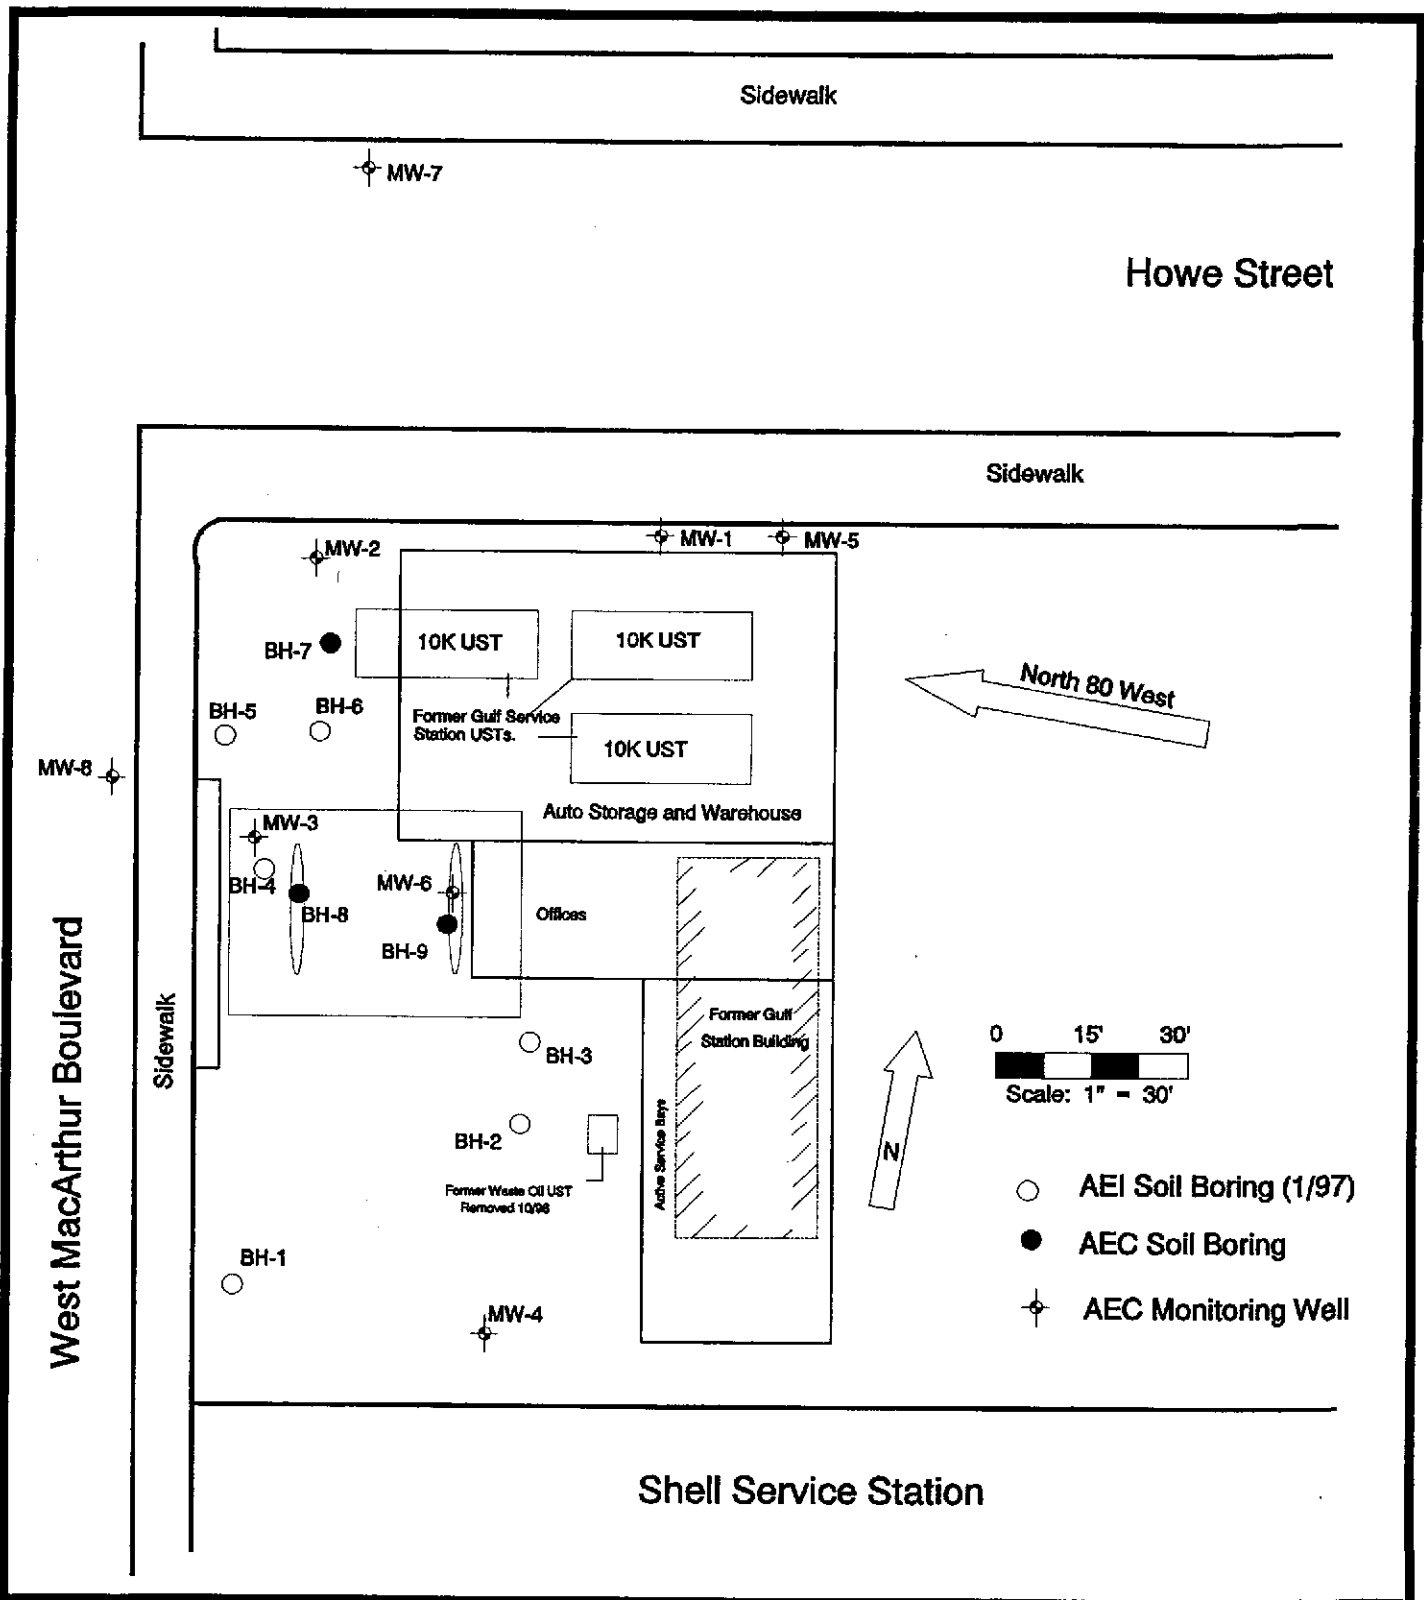 Sidewalk
MW-7
Howe Street
Sidewalk
MW-2
MW-1
MW-5
BH-7
10K UST
10K UST
North 80 West
BH-5
BH-6
Former Gulf Service
Station USTs.
10K UST
MW-8
Auto Storage and Warehouse
MW-3
BH-4
MW-6
BH-8
Offices
BH-9
West MacArthur Boulevard
Sidewalk
Former Gulf
Station Building
0 15' 30'
Scale: 1" = 30'
BH-3
BH-2
Active Service Bays
N
Former Waste Oil UST
Removed 10/96
AEI Soil Boring (1/97)
AEC Soil Boring
BH-1
AEC Monitoring Well
MW-4
Shell Service Station